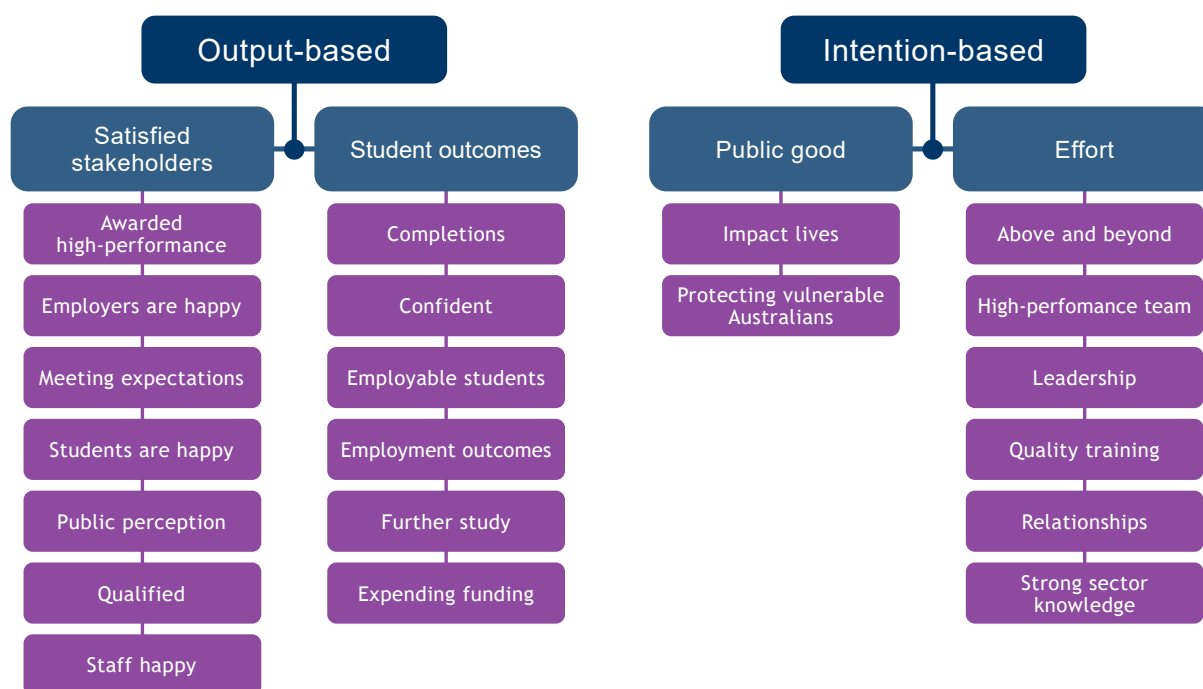 Output-based
Satisfied
stakeholders
Student outcomes
Awarded
high-performance
Employers are happy
Meeting expectations
Students are happy
Public perception
Qualified
Staff happy
Completions
Confident
Employable students
Employment outcomes
Further study
Expending funding
Intention-based
Public good
Effort
Impact lives
Protecting vulnerable
Australians
Above and beyond
High-perfomance team
Leadership
Quality training
Relationships
Strong sector
knowledge